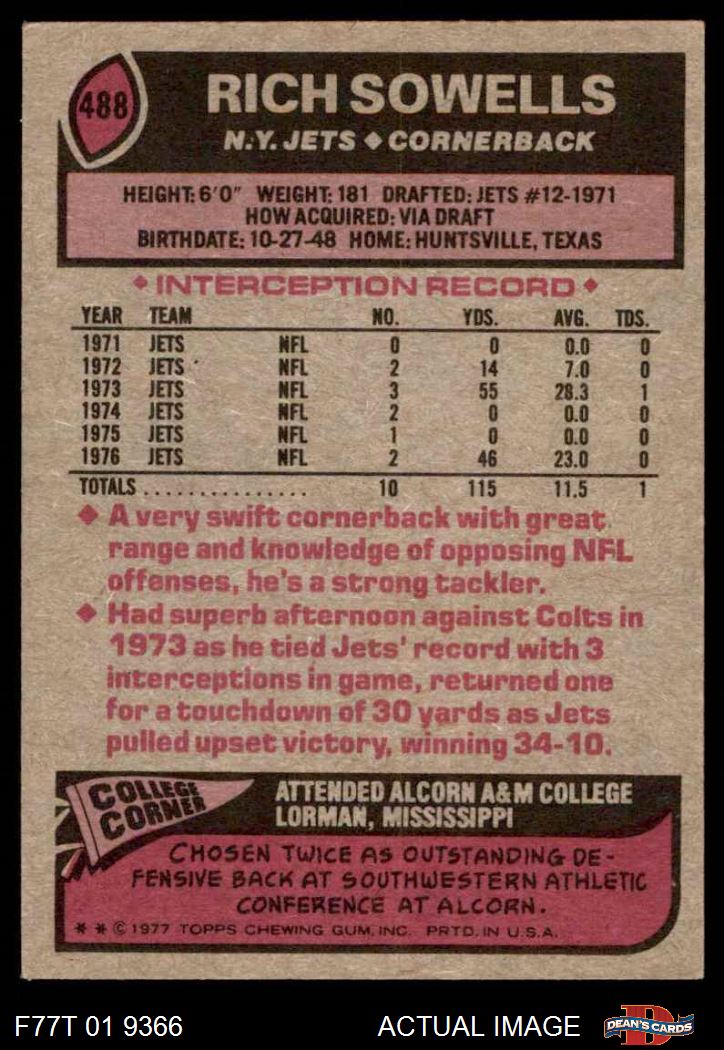 488
RICH SOWELLS
N.Y. JETS ◆ CORNERBACK
HEIGHT: 6'0" WEIGHT: 181 DRAFTED: JETS #12-1971
HOW ACQUIRED: VIA DRAFT
BIRTHDATE: 10-27-48 HOME: HUNTSVILLE, TEXAS
◆ INTERCEPTION RECORD ◆
YEAR TEAM NO. YDS. AVG. TDS.
1971 JETS NFL 0 0 0.0 0
1972 JETS NFL 2 14 7.0 0
1973 JETS NFL 3 55 28.3 1
1974 JETS NFL 2 0 0.0 0
1975 JETS NFL 1 0 0.0 0
1976 JETS NFL 2 46 23.0 0
TOTALS................ 10 115 11.5 1
◆ A very swift cornerback with great
range and knowledge of opposing NFL
offenses, he's a strong tackler.
◆ Had superb afternoon against Colts in
1973 as he tied Jets' record with 3
interceptions in game, returned one
for a touchdown of 30 yards as Jets
pulled upset victory, winning 34-10.
COLLEGE
CORNER
ATTENDED ALCORN A&M COLLEGE
LORMAN, MISSISSIPPI
CHOSEN TWICE AS OUTSTANDING DE-
FENSIVE BACK AT SOUTHWESTERN ATHLETIC
CONFERENCE AT ALCORN.
* * © 1977 TOPPS CHEWING GUM, INC. PRTD. IN U.S.A.
F77T 01 9366 ACTUAL IMAGE
D
DEAN'S CARDS